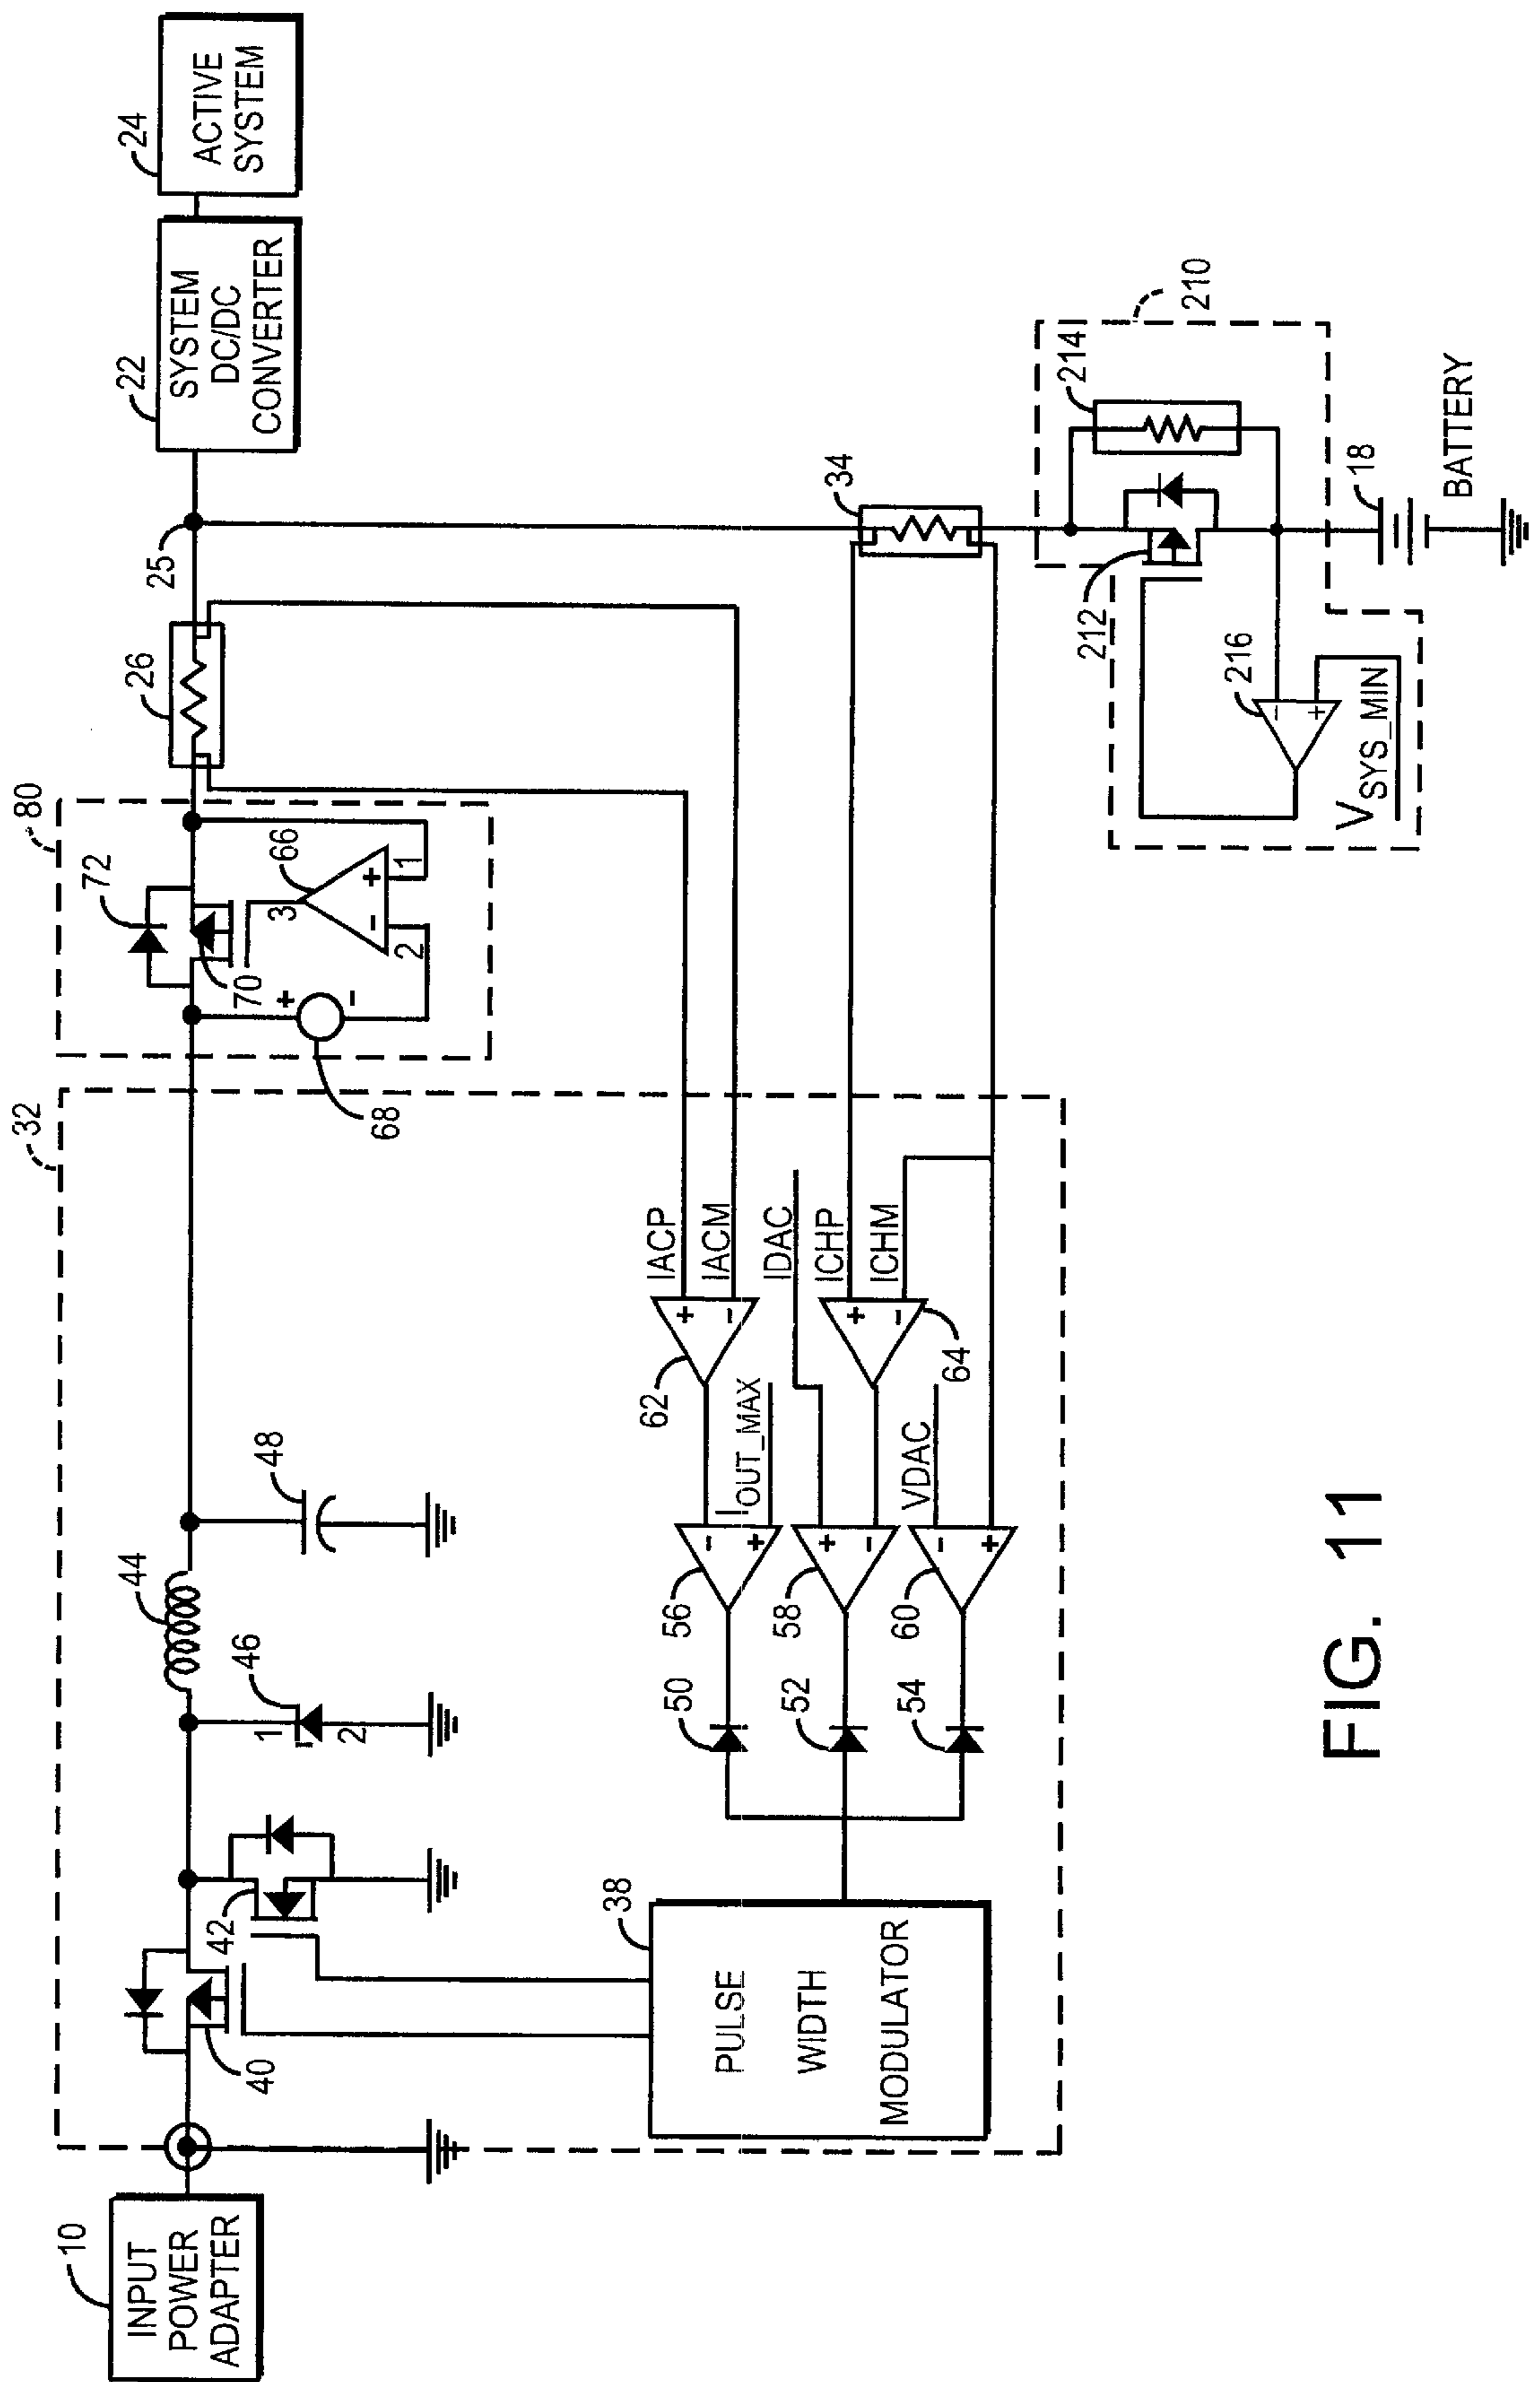 10
INPUT
POWER
ADAPTER
32
40
42
46
1
2
44
48
80
72
70
68
66
+
-
3
-
+
2
1
26
25
22
SYSTEM
DC/DC
CONVERTER
24
ACTIVE
SYSTEM
38
PULSE
WIDTH
MODULATOR
50
52
54
56
-
+
58
+
-
60
-
+
62
+
-
64
+
-
IACP
IACM
IOUT_MAX
IDAC
ICHP
ICHM
VDAC
34
210
214
212
216
-
+
VSYS_MIN
18
BATTERY
FIG. 11